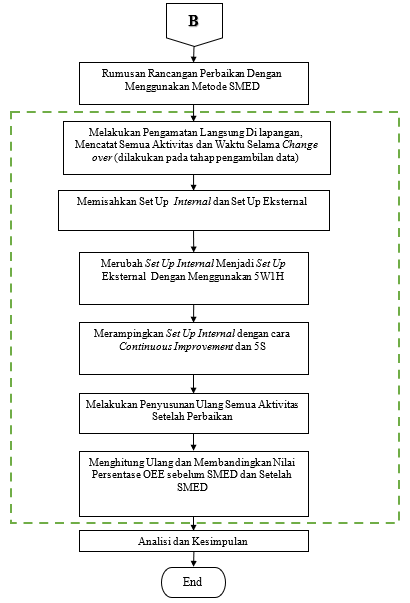 B
Rumusan Rancangan Perbaikan Dengan
Menggunakan Metode SMED
Melakukan Pengamatan Langsung Di lapangan,
Mencatat Semua Aktivitas dan Waktu Selama Change
over (dilakukan pada tahap pengambilan data)
Memisahkan Set Up Internal dan Set Up Eksternal
Merubah Set Up Internal Menjadi Set Up
Eksternal Dengan Menggunakan 5W1H
Merampingkan Set Up Internal dengan cara
Continuous Improvement dan 5S
Melakukan Penyusunan Ulang Semua Aktivitas
Setelah Perbaikan
Menghitung Ulang dan Membandingkan Nilai
Persentase OEE sebelum SMED dan Setelah
SMED
Analisi dan Kesimpulan
End